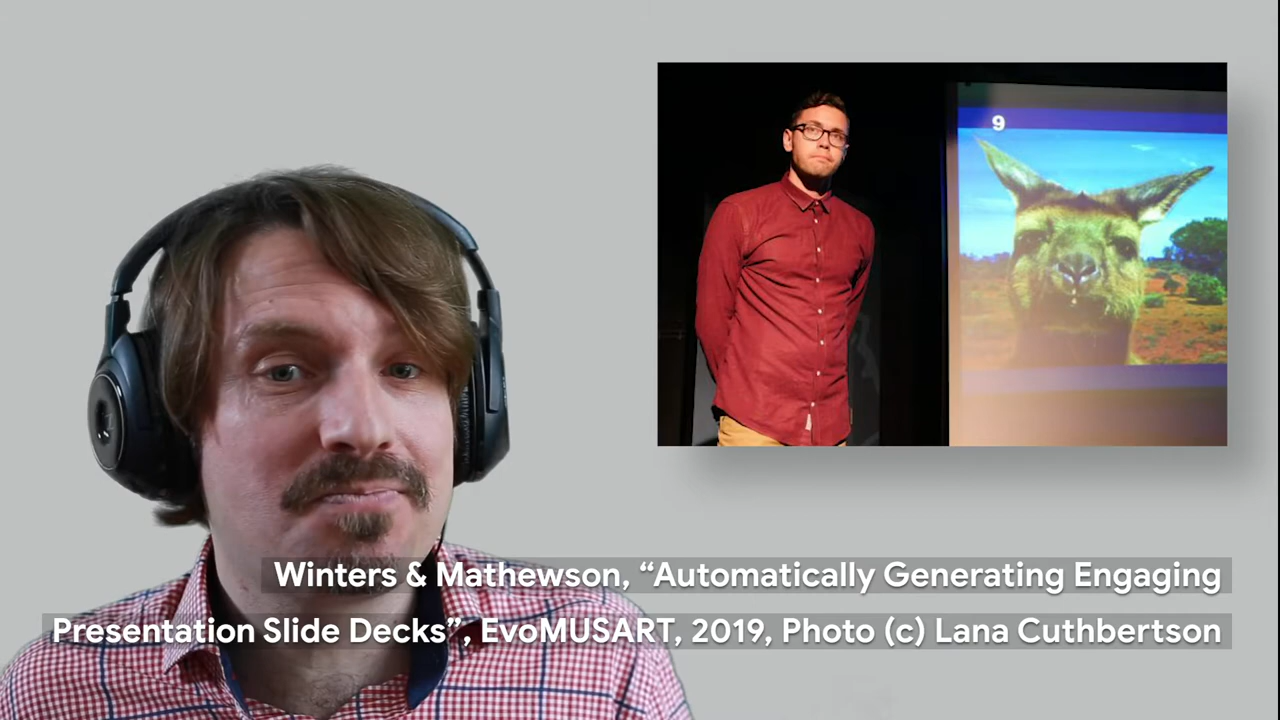 9
Winters & Mathewson, “Automatically Generating Engaging
Presentation Slide Decks”, EvoMUSART, 2019, Photo (c) Lana Cuthbertson